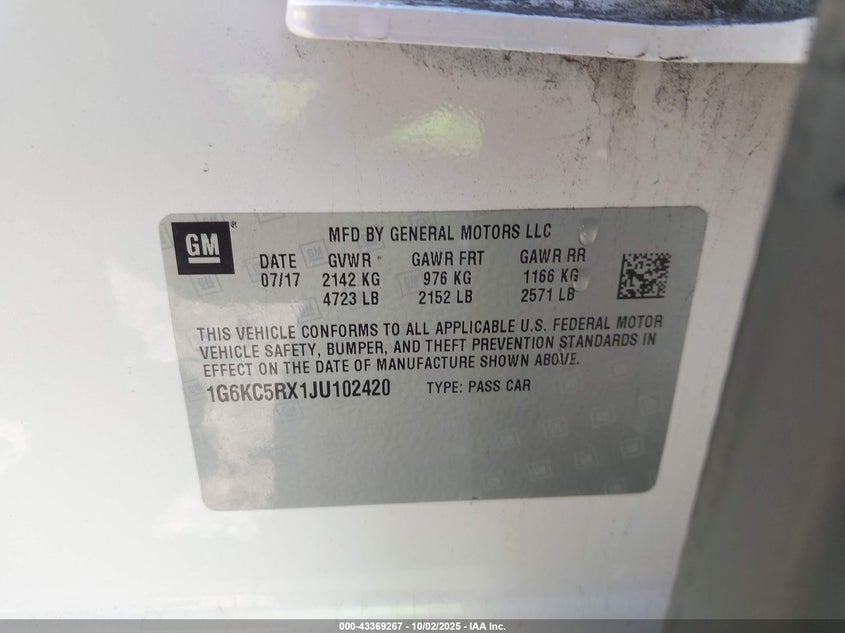 GM
MFD BY GENERAL MOTORS LLC
DATE GVWR GAWR FRT GAWR RR
07/17 2142 KG 976 KG 1166 KG
4723 LB 2152 LB 2571 LB
THIS VEHICLE CONFORMS TO ALL APPLICABLE U.S. FEDERAL MOTOR
VEHICLE SAFETY, BUMPER, AND THEFT PREVENTION STANDARDS IN
EFFECT ON THE DATE OF MANUFACTURE SHOWN ABOVE.
1G6KC5RX1JU102420 TYPE: PASS CAR
000-43369267 - 10/02/2025 - IAA Inc.